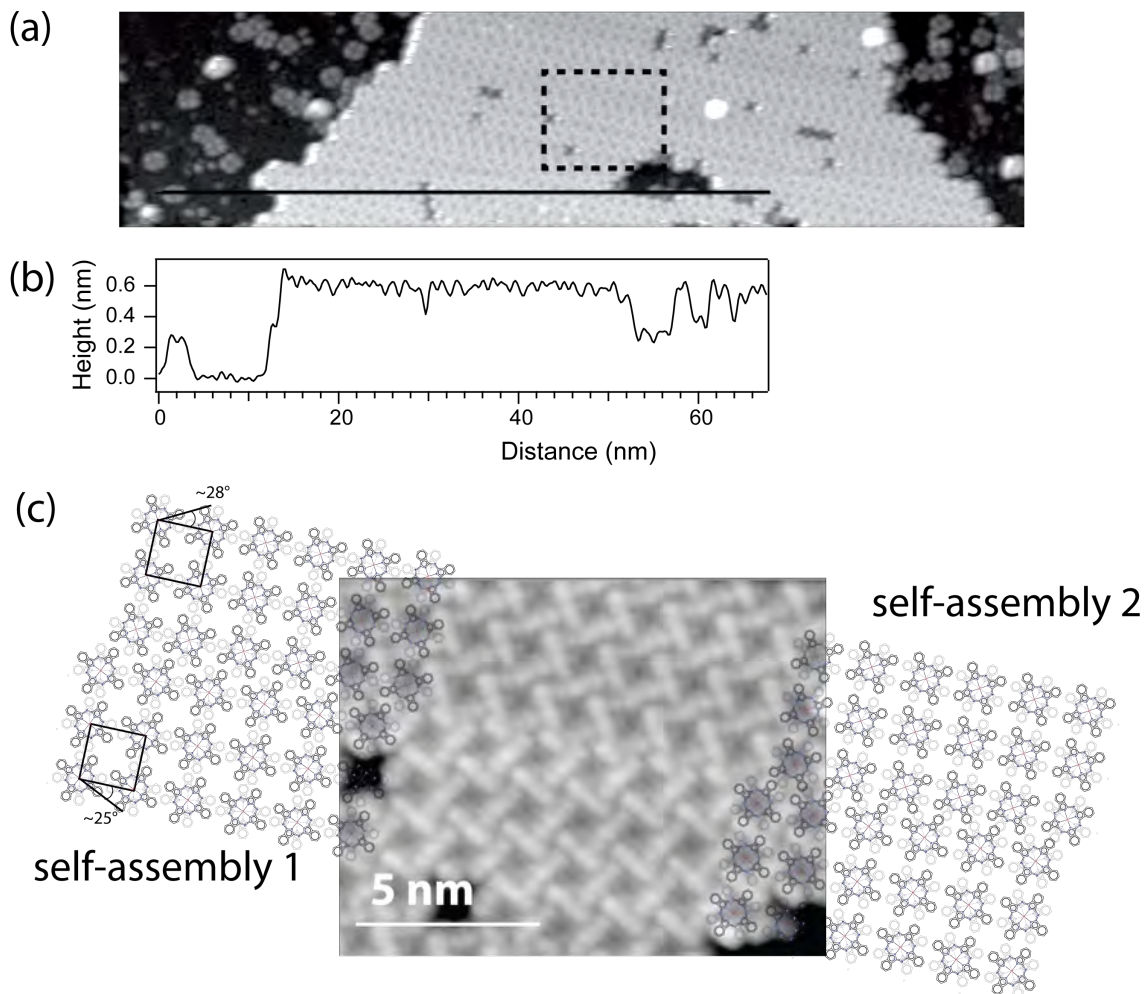 (a)
(b)
Height (nm)
0.6
0.4
0.2
0.0
0 20 40 60
Distance (nm)
(c)
~28°
self-assembly 2
~25°
self-assembly 1
5 nm